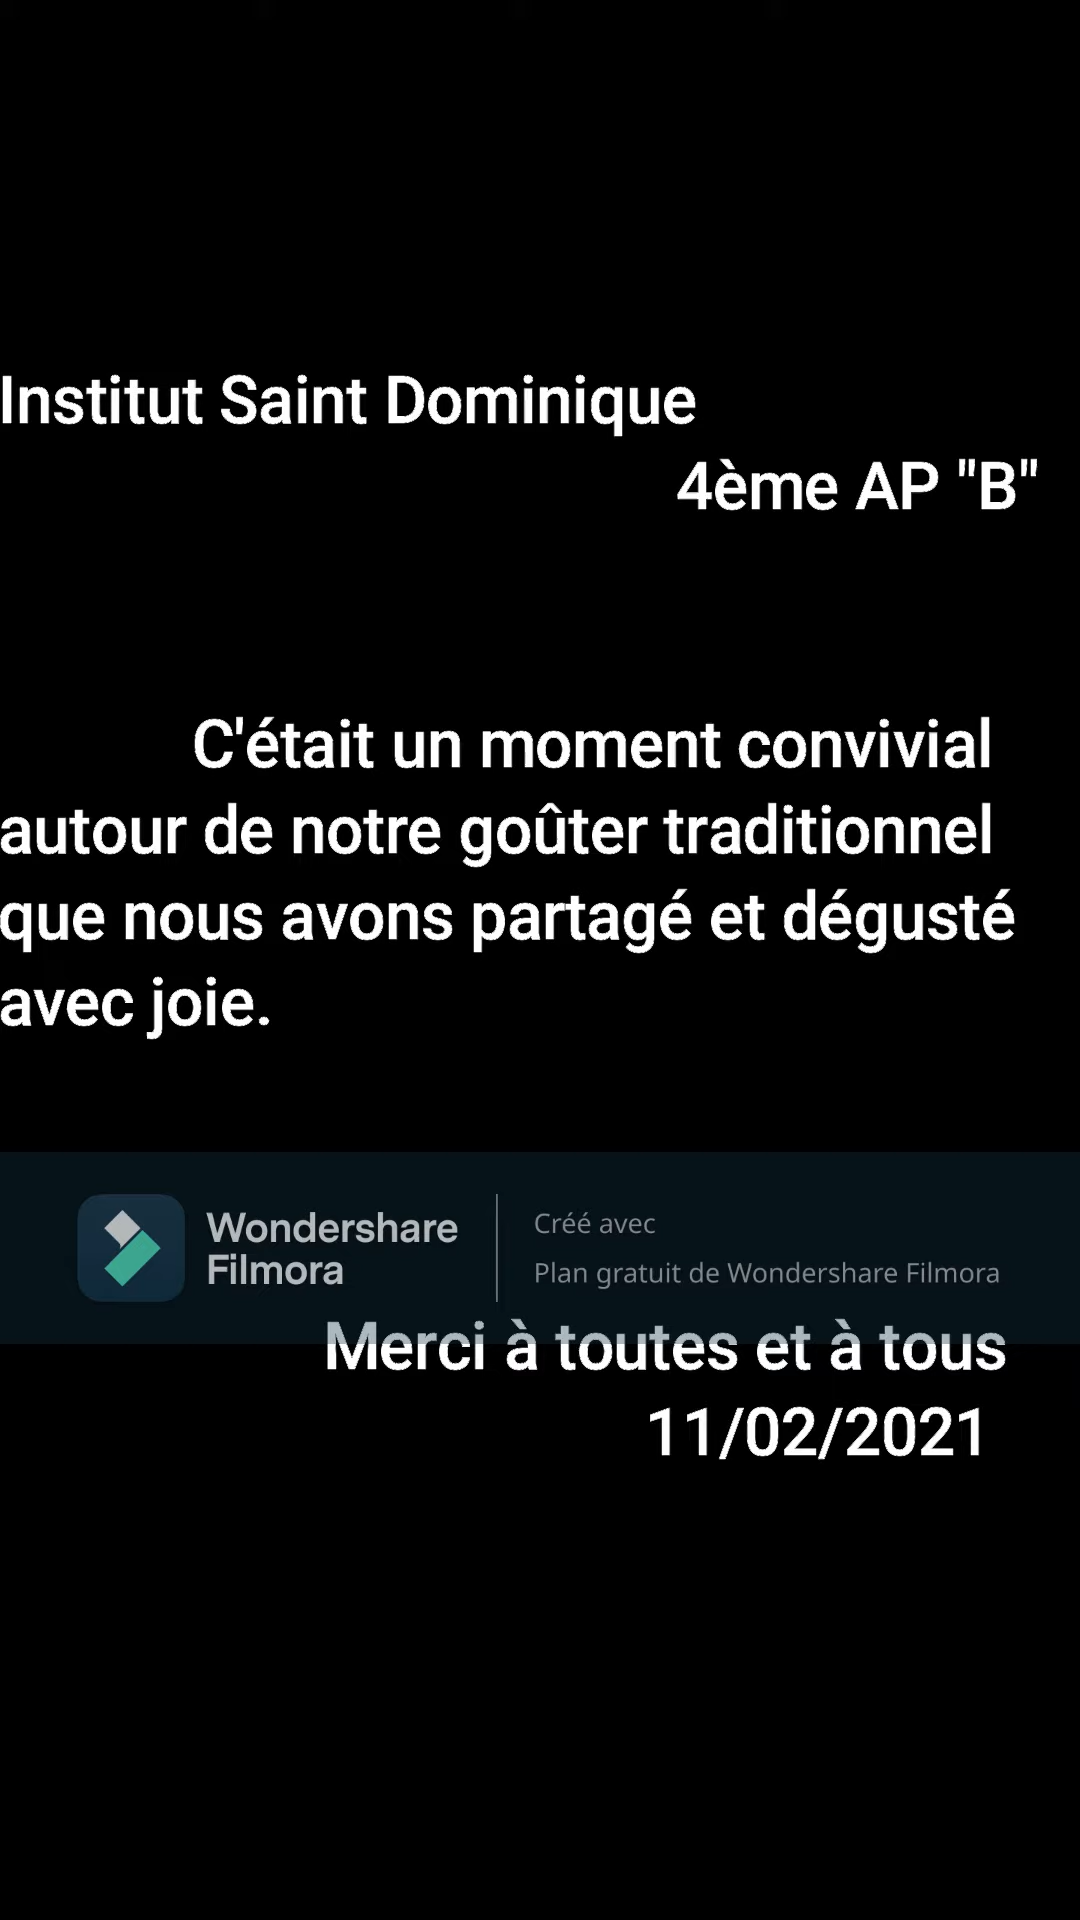 Institut Saint Dominique
4ème AP "B"
C'était un moment convivial
autour de notre goûter traditionnel
que nous avons partagé et dégusté
avec joie.
Wondershare
Filmora
Créé avec
Plan gratuit de Wondershare Filmora
Merci à toutes et à tous
11/02/2021